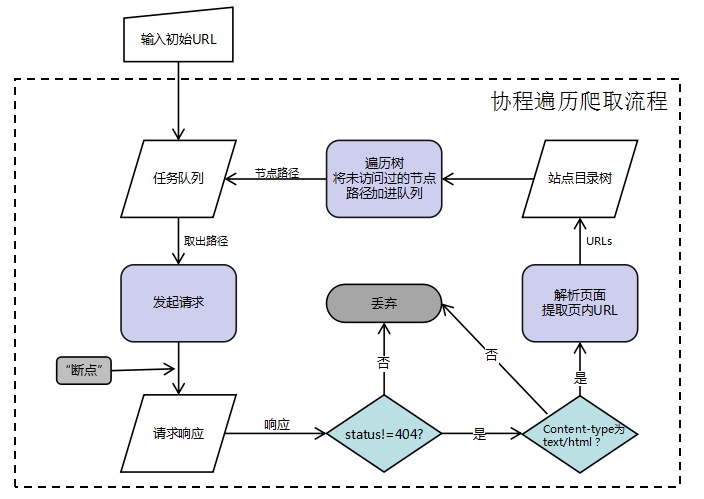 输入初始URL
协程遍历爬取流程
任务队列
节点路径
遍历树
将未访问过的节点
路径加进队列
站点目录树
取出路径
URLs
发起请求
丢弃
解析页面
提取页内URL
"断点"
否
否
是
请求响应
响应
status!=404?
是
Content-type为
text/html？